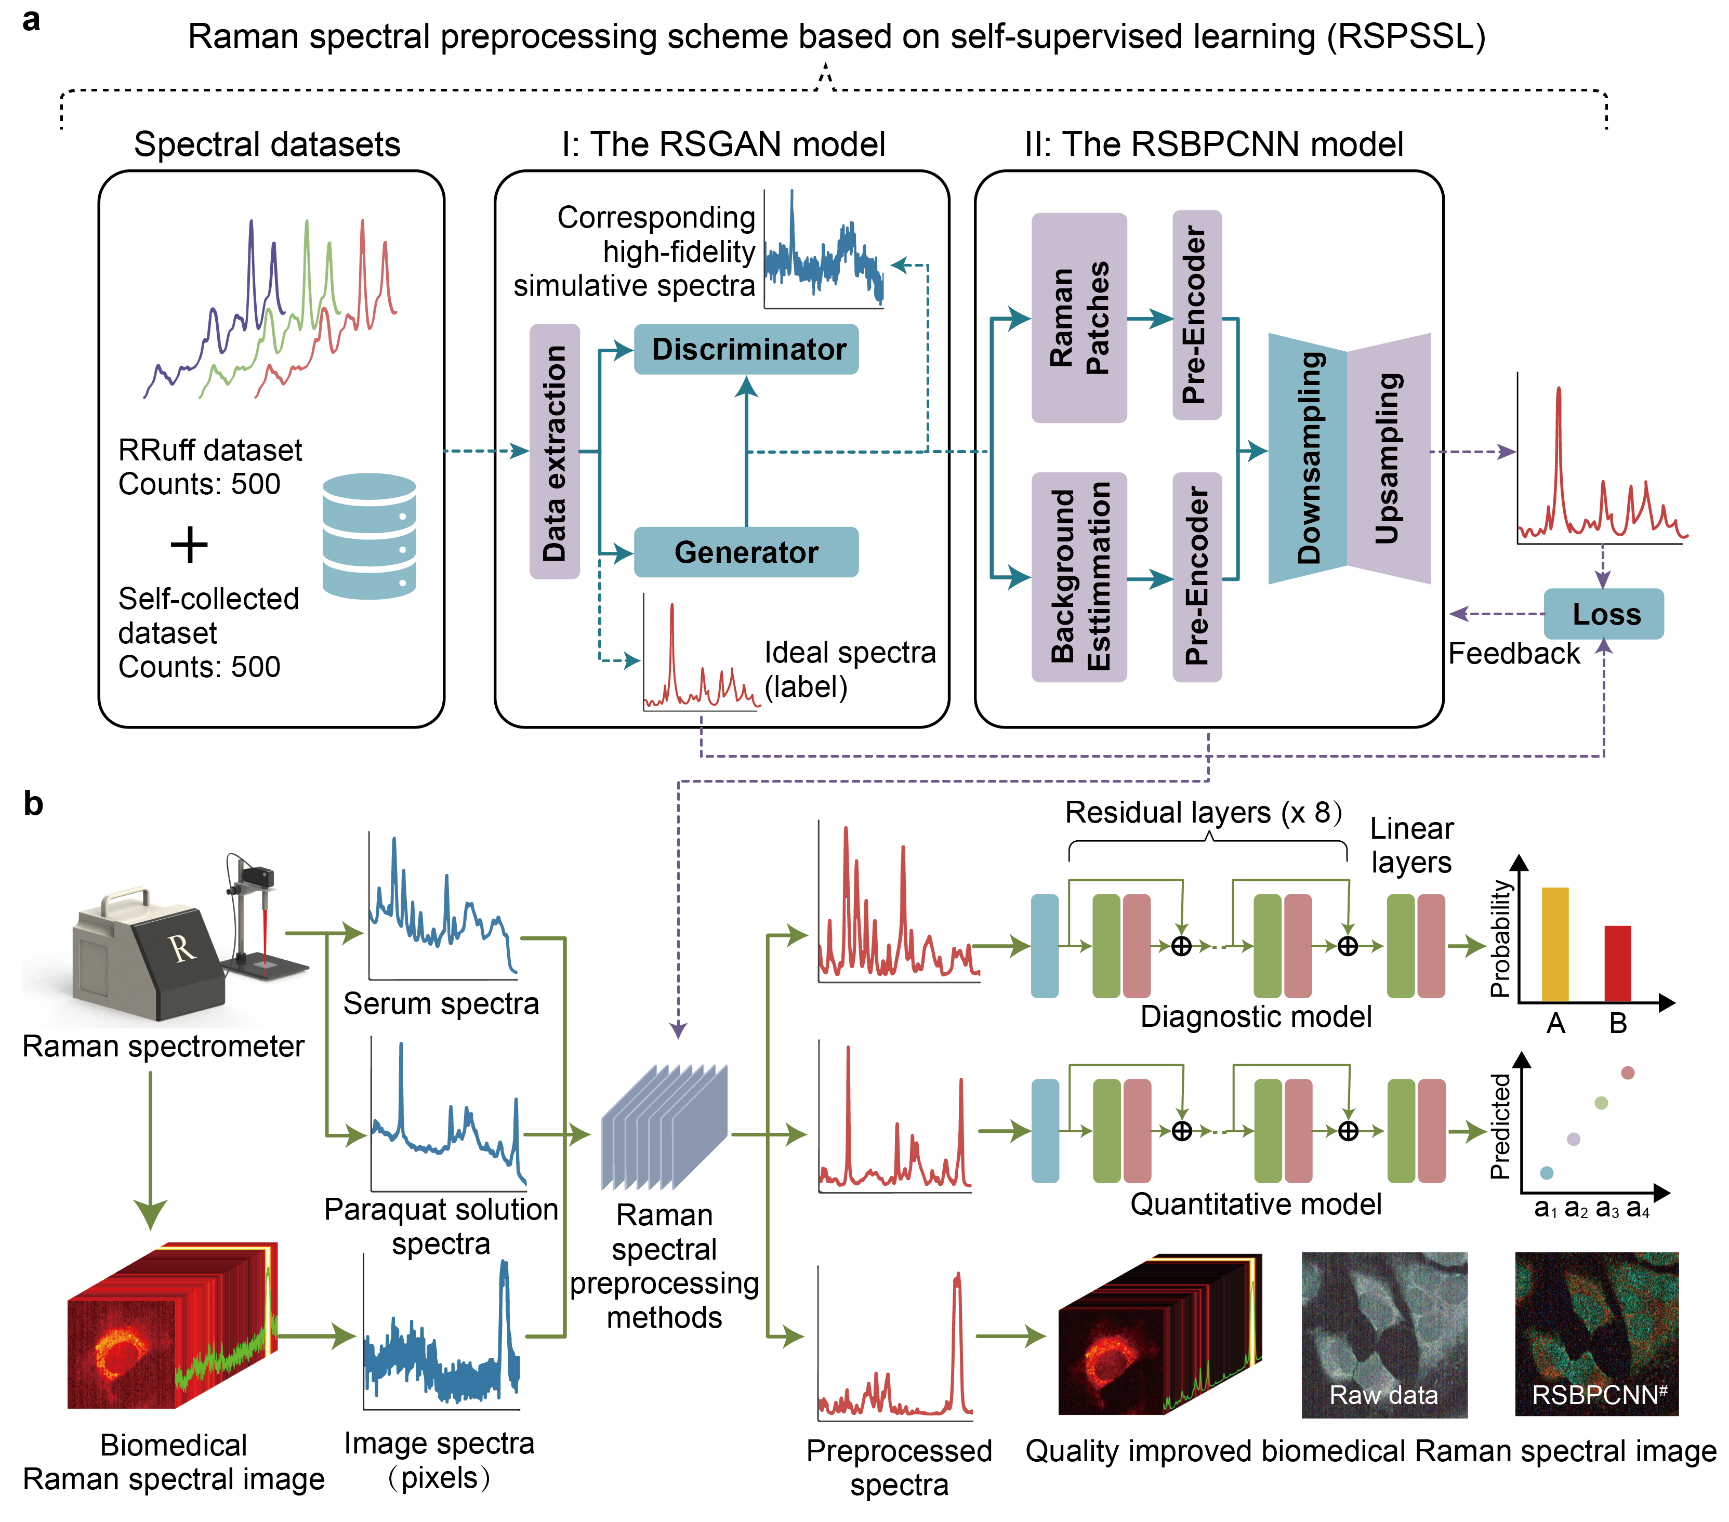 a
Raman spectral preprocessing scheme based on self-supervised learning (RSPSSL)
Spectral datasets
RRuff dataset
Counts: 500
+
Self-collected
dataset
Counts: 500
I: The RSGAN model
Corresponding
high-fidelity
simulative spectra
Data extraction
Discriminator
Generator
Ideal spectra
(label)
II: The RSBPCNN model
Raman
Patches
Pre-Encoder
Background
Esttimmation
Pre-Encoder
Downsampling
Upsampling
Loss
Feedback
b
R
Raman spectrometer
Serum spectra
Paraquat solution
spectra
Biomedical
Raman spectral image
Image spectra
(pixels)
Raman
spectral
preprocessing
methods
Residual layers (x 8)
Linear
layers
Diagnostic model
Probability
A B
Quantitative model
Predicted
a1 a2 a3 a4
Preprocessed
spectra
Raw data
RSBPCNN#
Quality improved biomedical Raman spectral image